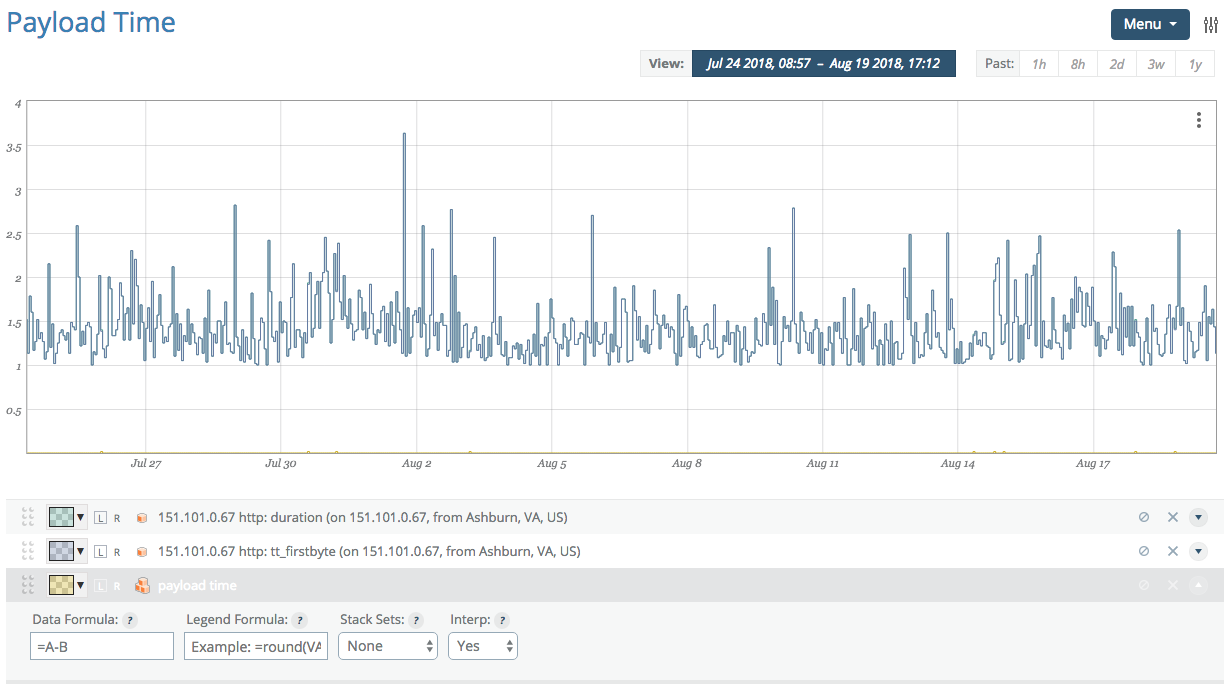 Payload Time
Menu
View: Jul 24 2018, 08:57 – Aug 19 2018, 17:12 Past: 1h 8h 2d 3w 1y
4
3.5
3
2.5
2
1.5
1
0.5
Jul 27 Jul 30 Aug 2 Aug 5 Aug 8 Aug 11 Aug 14 Aug 17
L R 151.101.0.67 http: duration (on 151.101.0.67, from Ashburn, VA, US)
L R 151.101.0.67 http: tt_firstbyte (on 151.101.0.67, from Ashburn, VA, US)
L R payload time
Data Formula: ? Legend Formula: ? Stack Sets: ? Interp: ?
=A-B Example: =round(VA None Yes